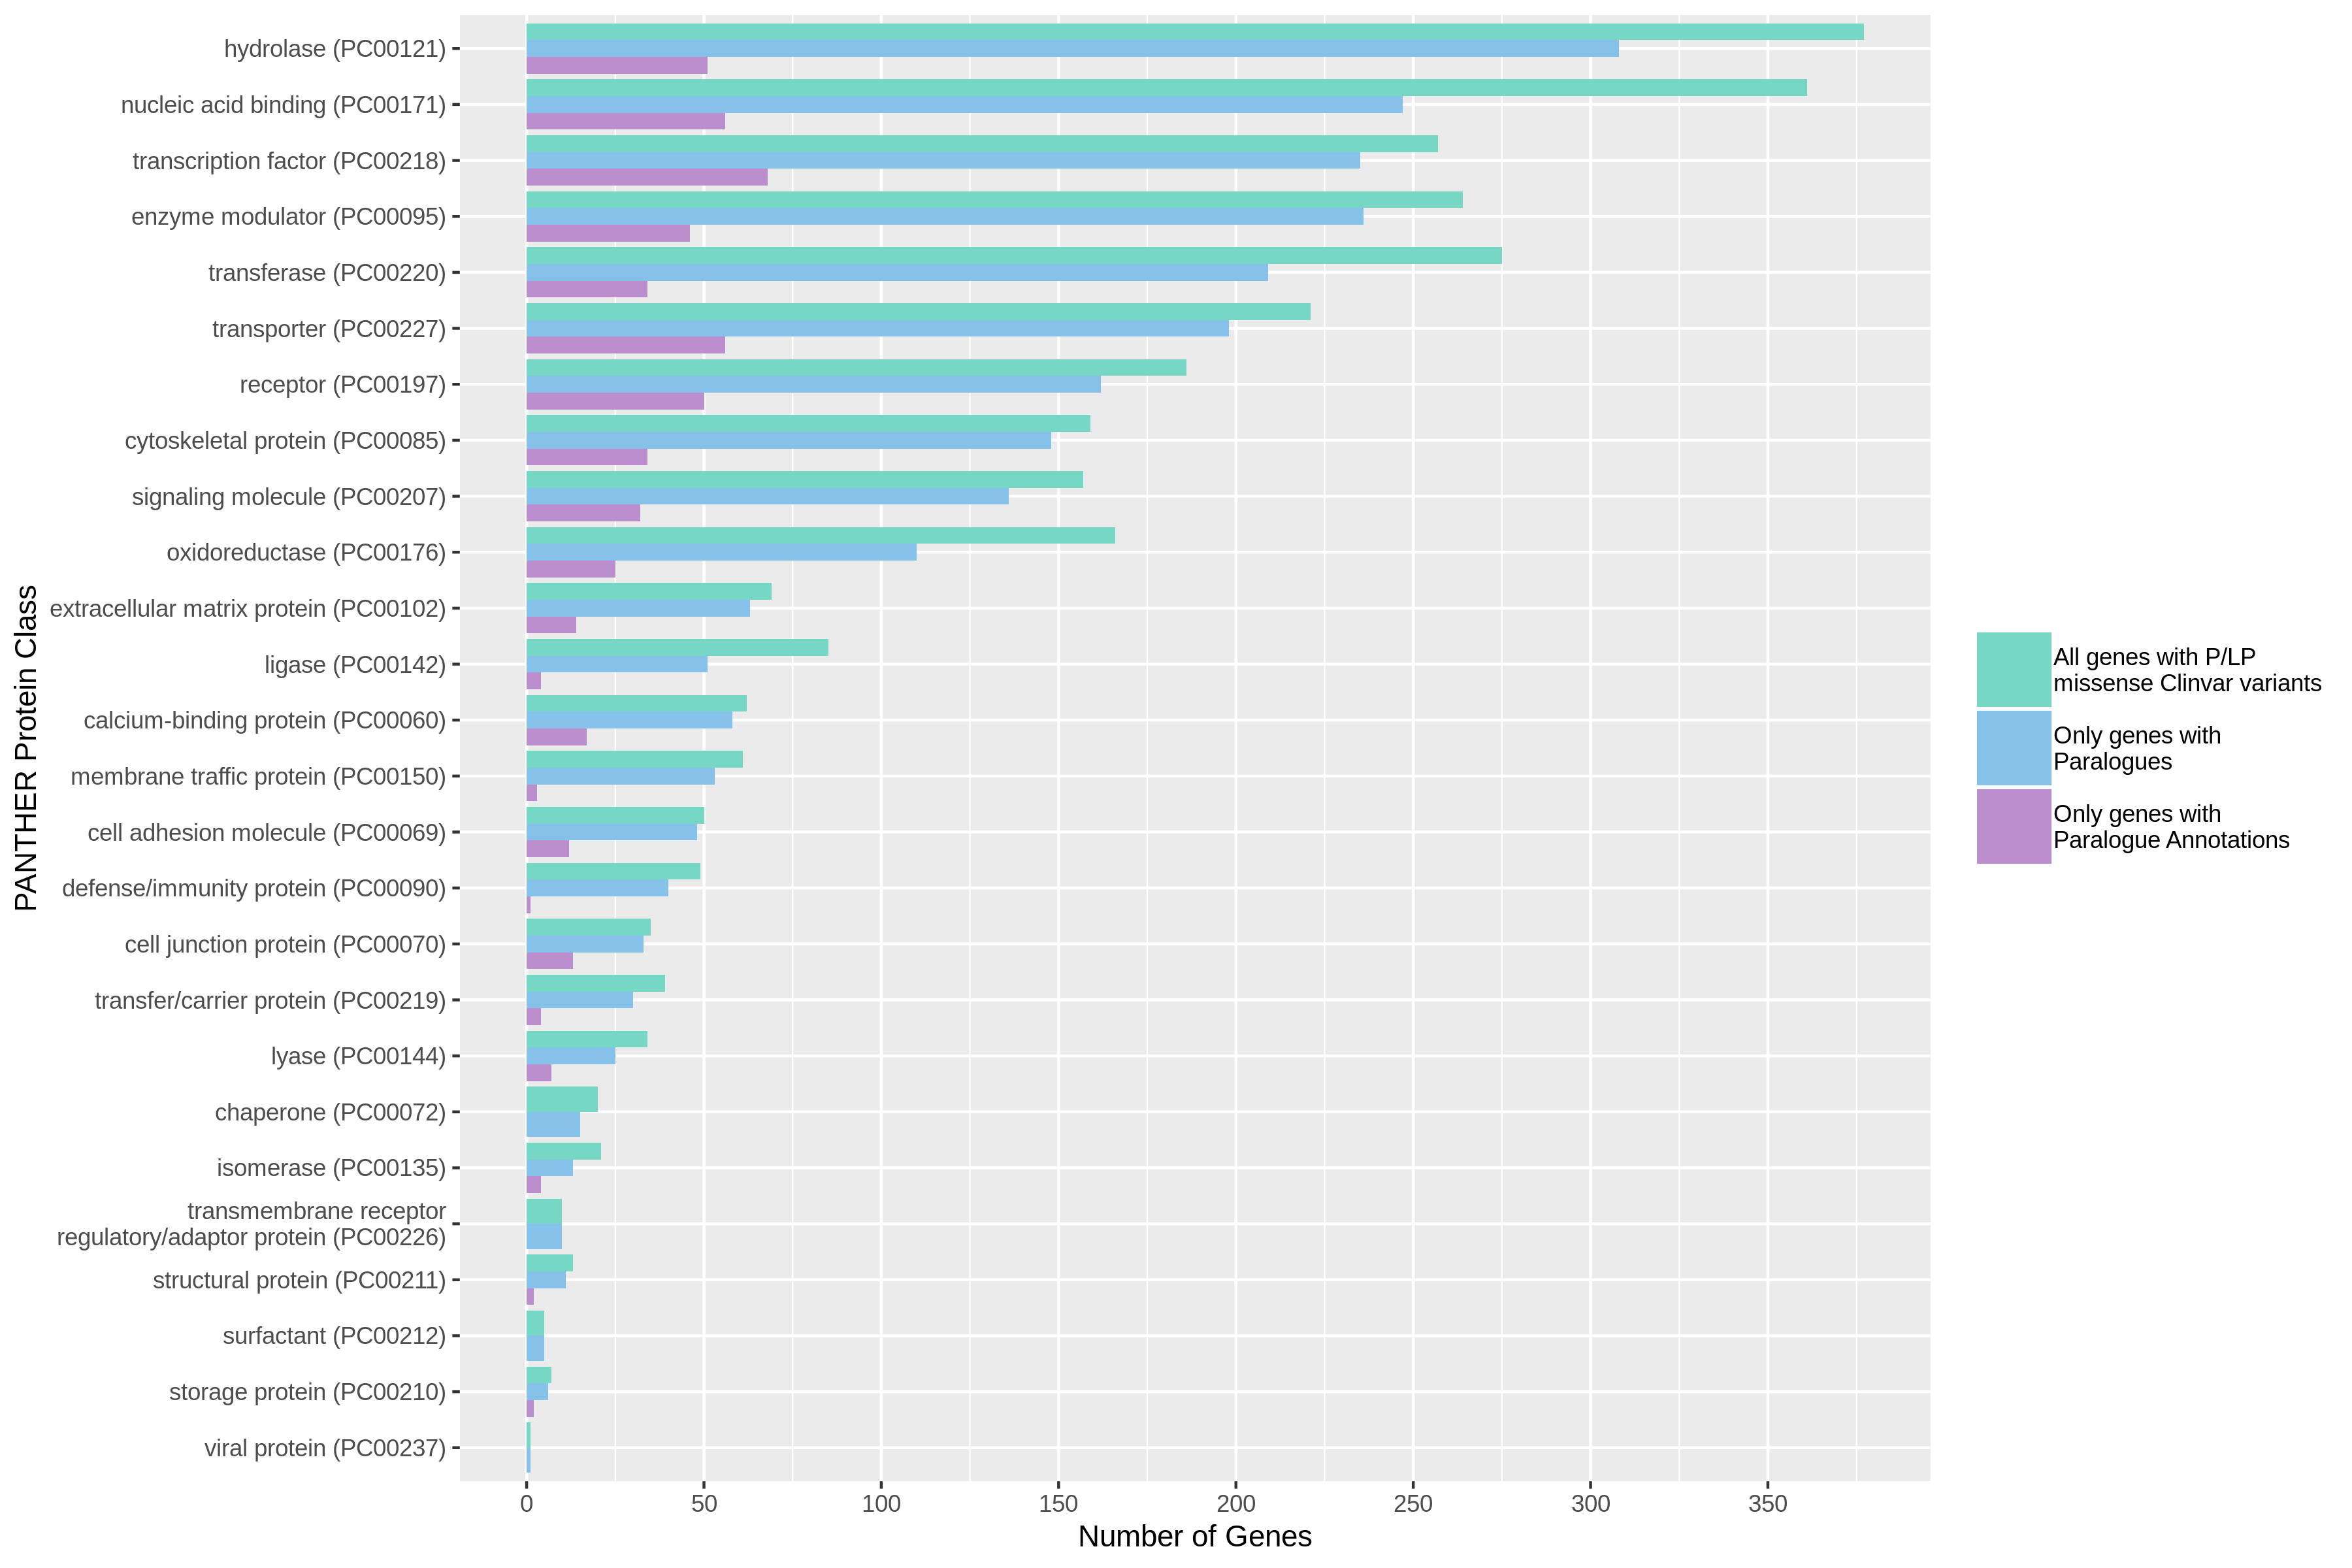 hydrolase (PC00121)
nucleic acid binding (PC00171)
transcription factor (PC00218)
enzyme modulator (PC00095)
transferase (PC00220)
transporter (PC00227)
receptor (PC00197)
cytoskeletal protein (PC00085)
signaling molecule (PC00207)
oxidoreductase (PC00176)
extracellular matrix protein (PC00102)
ligase (PC00142)
calcium-binding protein (PC00060)
membrane traffic protein (PC00150)
cell adhesion molecule (PC00069)
defense/immunity protein (PC00090)
cell junction protein (PC00070)
transfer/carrier protein (PC00219)
lyase (PC00144)
chaperone (PC00072)
isomerase (PC00135)
transmembrane receptor
regulatory/adaptor protein (PC00226)
structural protein (PC00211)
surfactant (PC00212)
storage protein (PC00210)
viral protein (PC00237)
PANTHER Protein Class
0 50 100 150 200 250 300 350
Number of Genes
All genes with P/LP
missense Clinvar variants
Only genes with
Paralogues
Only genes with
Paralogue Annotations